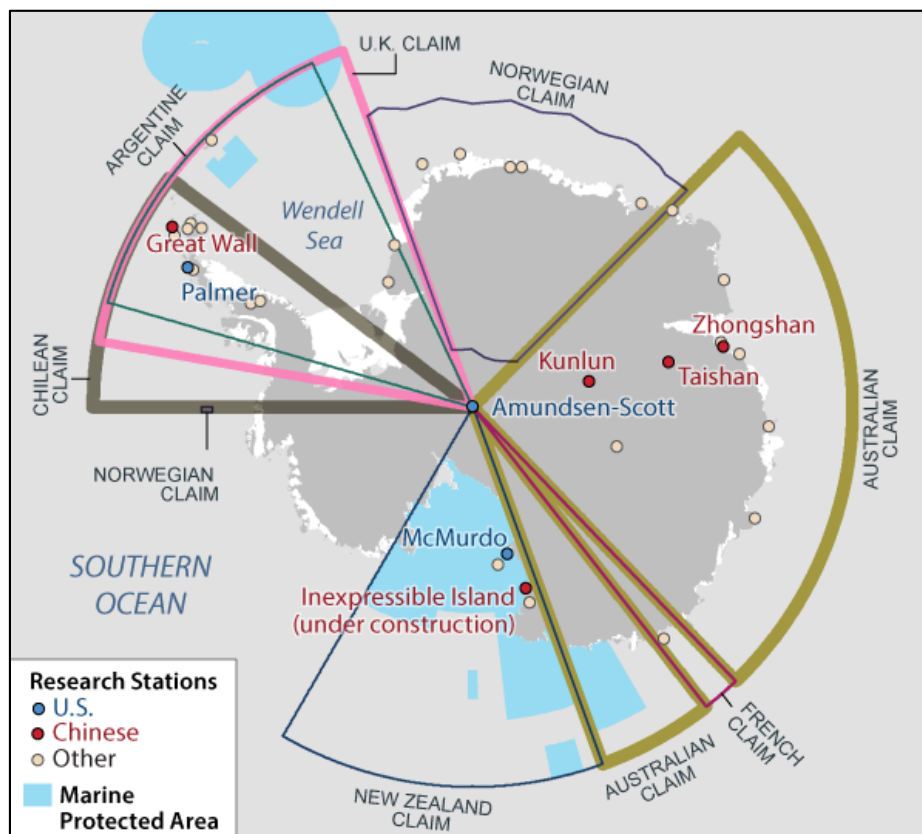 U.K. CLAIM
NORWEGIAN
CLAIM
ARGENTINE
CLAIM
Wendell
Sea
Great Wall
Palmer
Zhongshan
Kunlun
Taishan
CHILEAN
CLAIM
Amundsen-Scott
AUSTRALIAN
CLAIM
NORWEGIAN
CLAIM
McMurdo
SOUTHERN
OCEAN
Inexpressible Island
(under construction)
Research Stations
U.S.
Chinese
Other
Marine
Protected Area
NEW ZEALAND
CLAIM
AUSTRALIAN
CLAIM
FRENCH
CLAIM